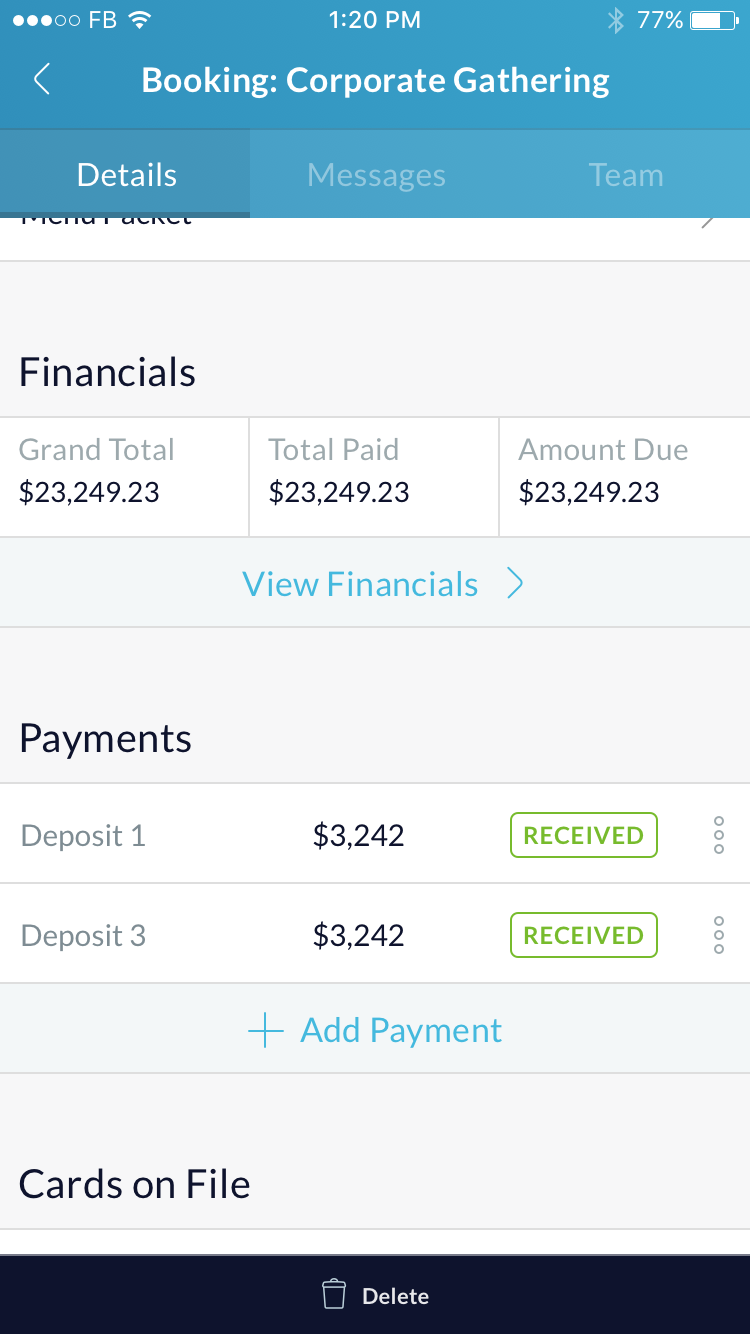 FB 1:20 PM 77%
Booking: Corporate Gathering
Details Messages Team
Menu Packet
Financials
Grand Total Total Paid Amount Due
$23,249.23 $23,249.23 $23,249.23
View Financials
Payments
Deposit 1 $3,242 RECEIVED
Deposit 3 $3,242 RECEIVED
Add Payment
Cards on File
Delete